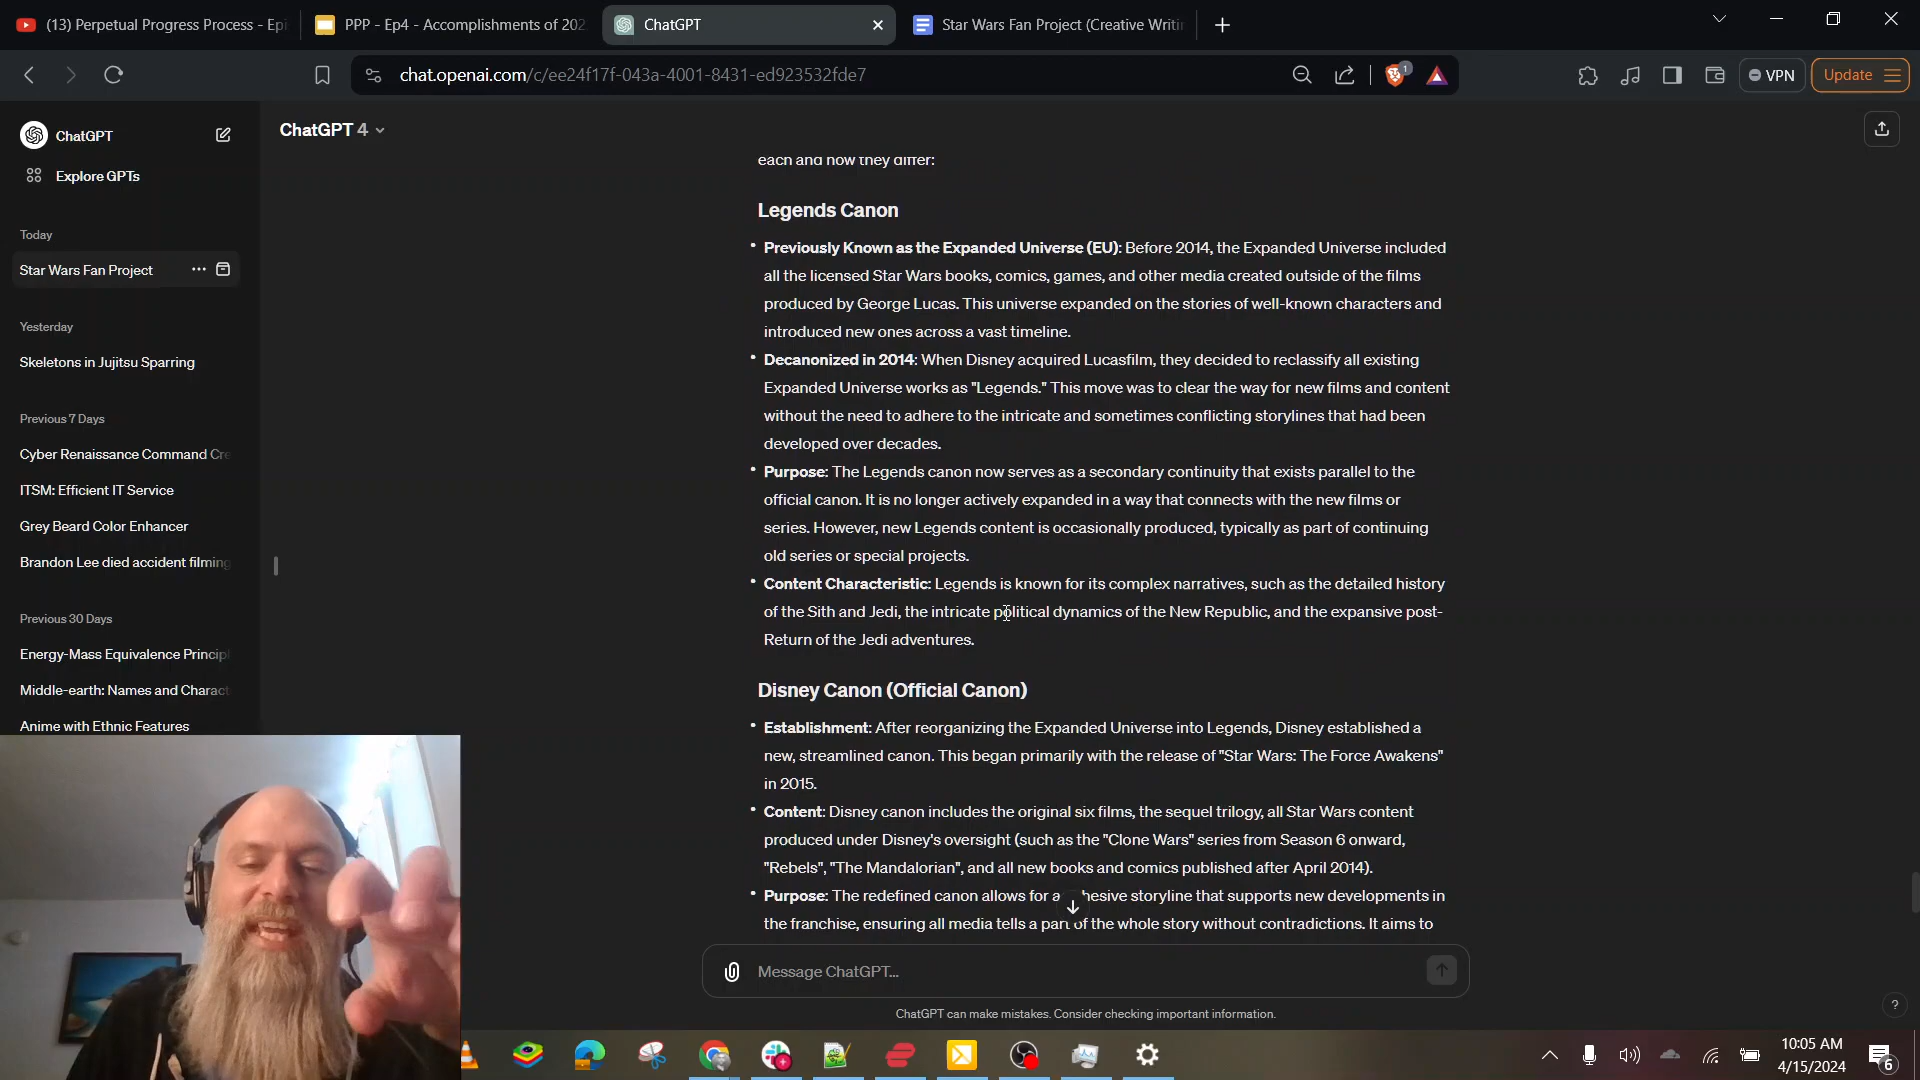 (13) Perpetual Progress Process - Epi
PPP - Ep4 - Accomplishments of 202
ChatGPT
Star Wars Fan Project (Creative Writin
chat.openai.com/c/ee24f17f-043a-4001-8431-ed923532fde7
1
VPN
Update
ChatGPT
Explore GPTs
Today
Star Wars Fan Project
Yesterday
Skeletons in Jujitsu Sparring
Previous 7 Days
Cyber Renaissance Command Cre
ITSM: Efficient IT Service
Grey Beard Color Enhancer
Brandon Lee died accident filming
Previous 30 Days
Energy-Mass Equivalence Principl
Middle-earth: Names and Charact
Anime with Ethnic Features
ChatGPT 4
each and how they differ:
Legends Canon
• Previously Known as the Expanded Universe (EU): Before 2014, the Expanded Universe included
all the licensed Star Wars books, comics, games, and other media created outside of the films
produced by George Lucas. This universe expanded on the stories of well-known characters and
introduced new ones across a vast timeline.
• Decanonized in 2014: When Disney acquired Lucasfilm, they decided to reclassify all existing
Expanded Universe works as "Legends." This move was to clear the way for new films and content
without the need to adhere to the intricate and sometimes conflicting storylines that had been
developed over decades.
• Purpose: The Legends canon now serves as a secondary continuity that exists parallel to the
official canon. It is no longer actively expanded in a way that connects with the new films or
series. However, new Legends content is occasionally produced, typically as part of continuing
old series or special projects.
• Content Characteristic: Legends is known for its complex narratives, such as the detailed history
of the Sith and Jedi, the intricate political dynamics of the New Republic, and the expansive post-
Return of the Jedi adventures.
Disney Canon (Official Canon)
• Establishment: After reorganizing the Expanded Universe into Legends, Disney established a
new, streamlined canon. This began primarily with the release of "Star Wars: The Force Awakens"
in 2015.
• Content: Disney canon includes the original six films, the sequel trilogy, all Star Wars content
produced under Disney's oversight (such as the "Clone Wars" series from Season 6 onward,
"Rebels", "The Mandalorian", and all new books and comics published after April 2014).
• Purpose: The redefined canon allows for a hesive storyline that supports new developments in
the franchise, ensuring all media tells a part of the whole story without contradictions. It aims to
Message ChatGPT...
ChatGPT can make mistakes. Consider checking important information.
?
10:05 AM
4/15/2024
6